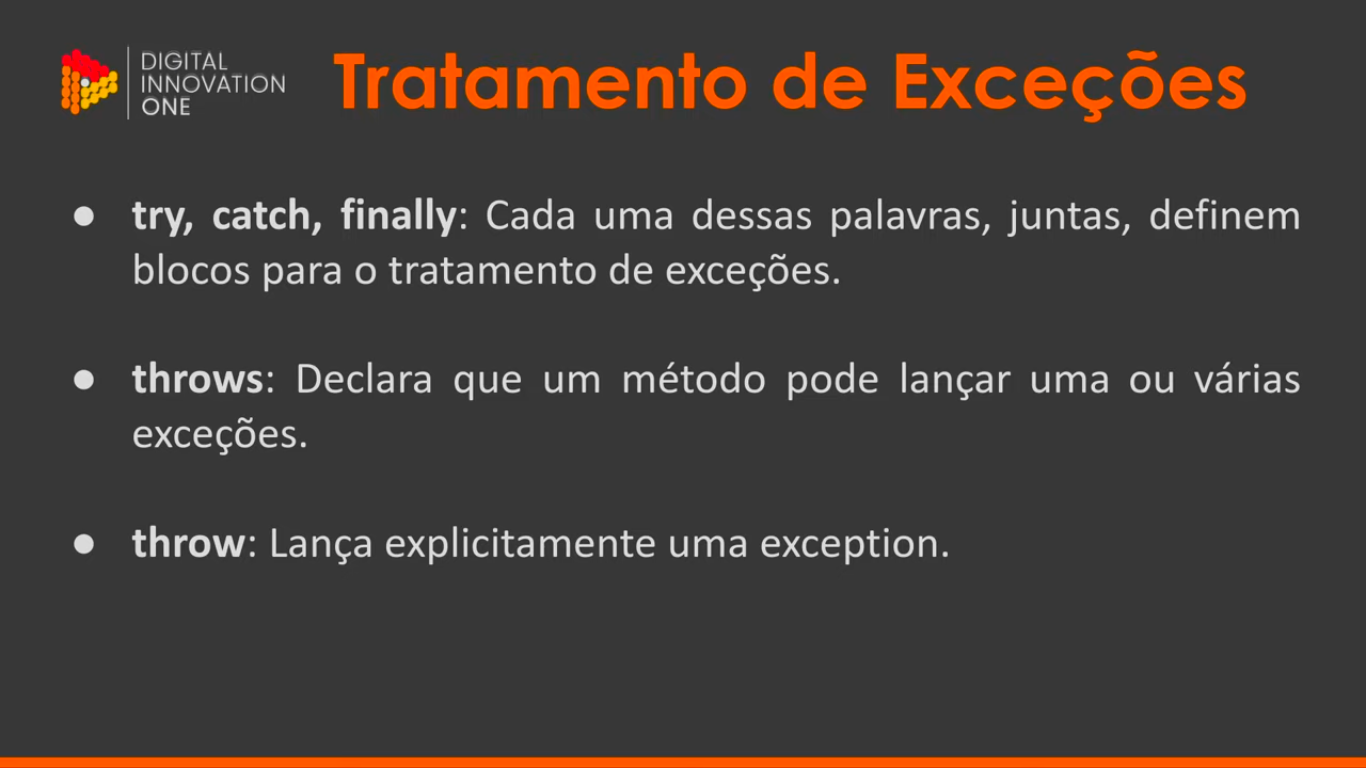 DIGITAL
INNOVATION
ONE
Tratamento de Exceções
● try, catch, finally: Cada uma dessas palavras, juntas, definem
blocos para o tratamento de exceções.
● throws: Declara que um método pode lançar uma ou várias
exceções.
● throw: Lança explicitamente uma exception.